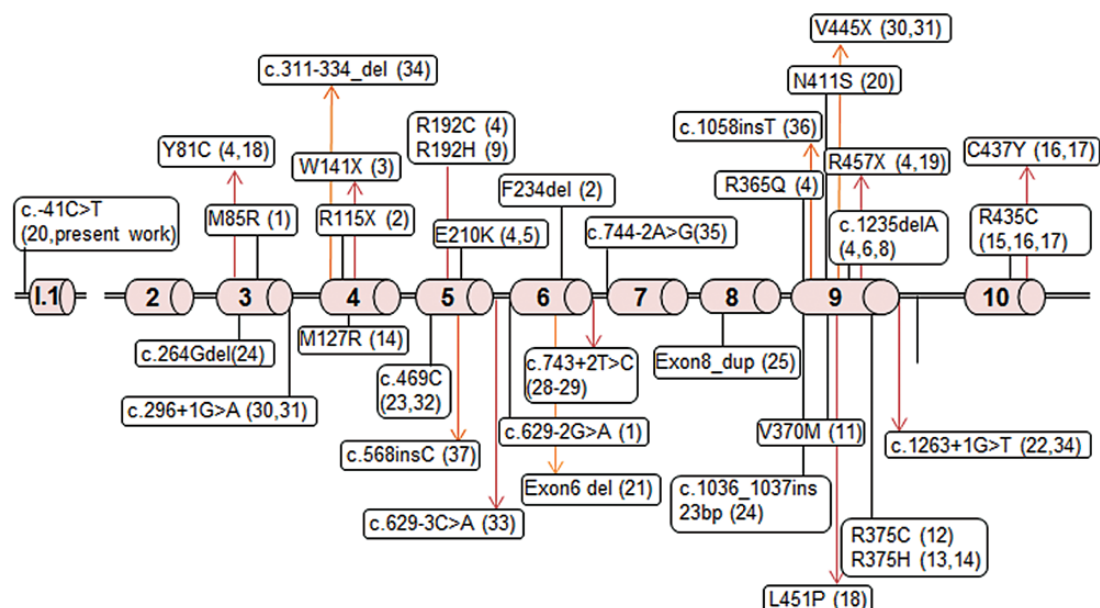 V445X (30,31)
c.311-334_del (34)
N411S (20)
R192C (4)
R192H (9)
c.1058insT (36)
Y81C (4,18)
W141X (3)
R457X (4,19)
C437Y (16,17)
F234del (2)
R365Q (4)
c.-41C>T
(20,present work)
M85R (1)
R115X (2)
E210K (4,5)
c.744-2A>G(35)
c.1235delA
(4,6,8)
R435C
(15,16,17)
I.1
2
3
4
5
6
7
8
9
10
c.264Gdel(24)
M127R (14)
c.469C
(23,32)
c.743+2T>C
(28-29)
Exon8_dup (25)
c.296+1G>A (30,31)
c.629-2G>A (1)
V370M (11)
c.568insC (37)
c.1263+1G>T (22,34)
Exon6 del (21)
c.1036_1037ins
23bp (24)
c.629-3C>A (33)
R375C (12)
R375H (13,14)
L451P (18)